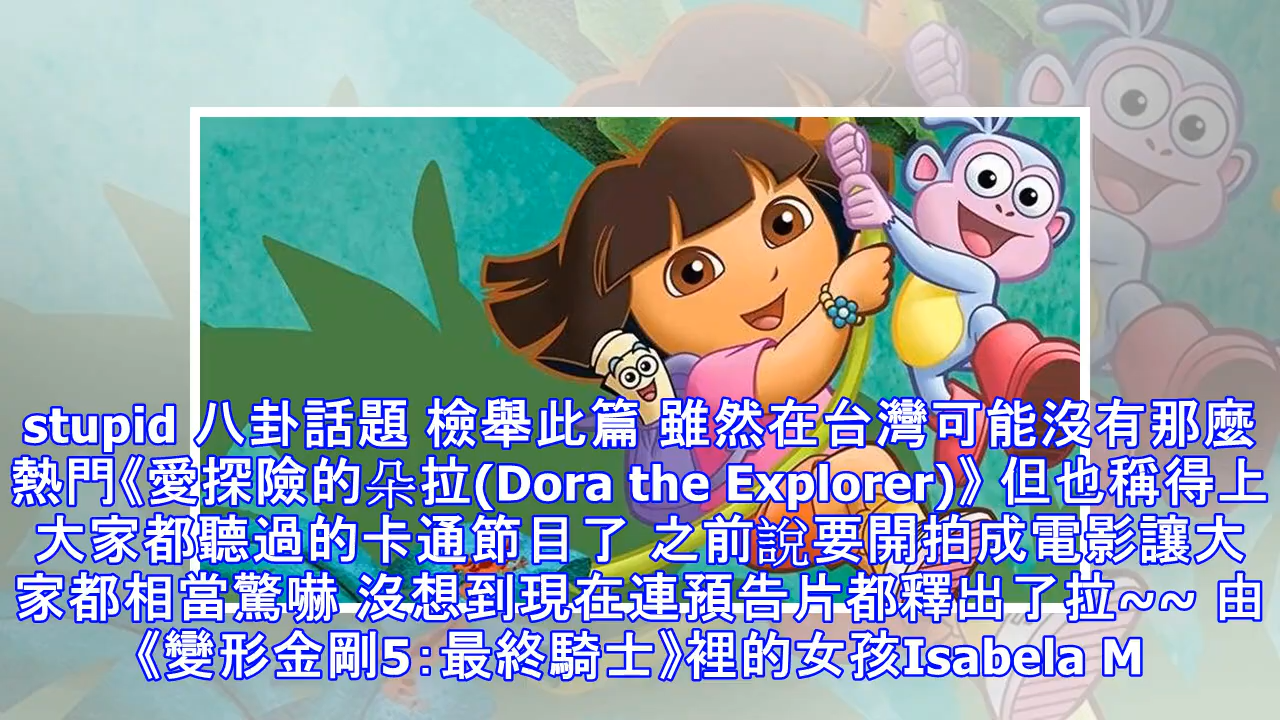 stupid 八卦話題 檢舉此篇 雖然在台灣可能沒有那麼
熱門《愛探險的朵拉(Dora the Explorer)》 但也稱得上
大家都聽過的卡通節目了 之前說要開拍成電影讓大
家都相當驚嚇 沒想到現在連預告片都釋出了拉~~ 由
《變形金剛5：最終騎士》裡的女孩Isabela M